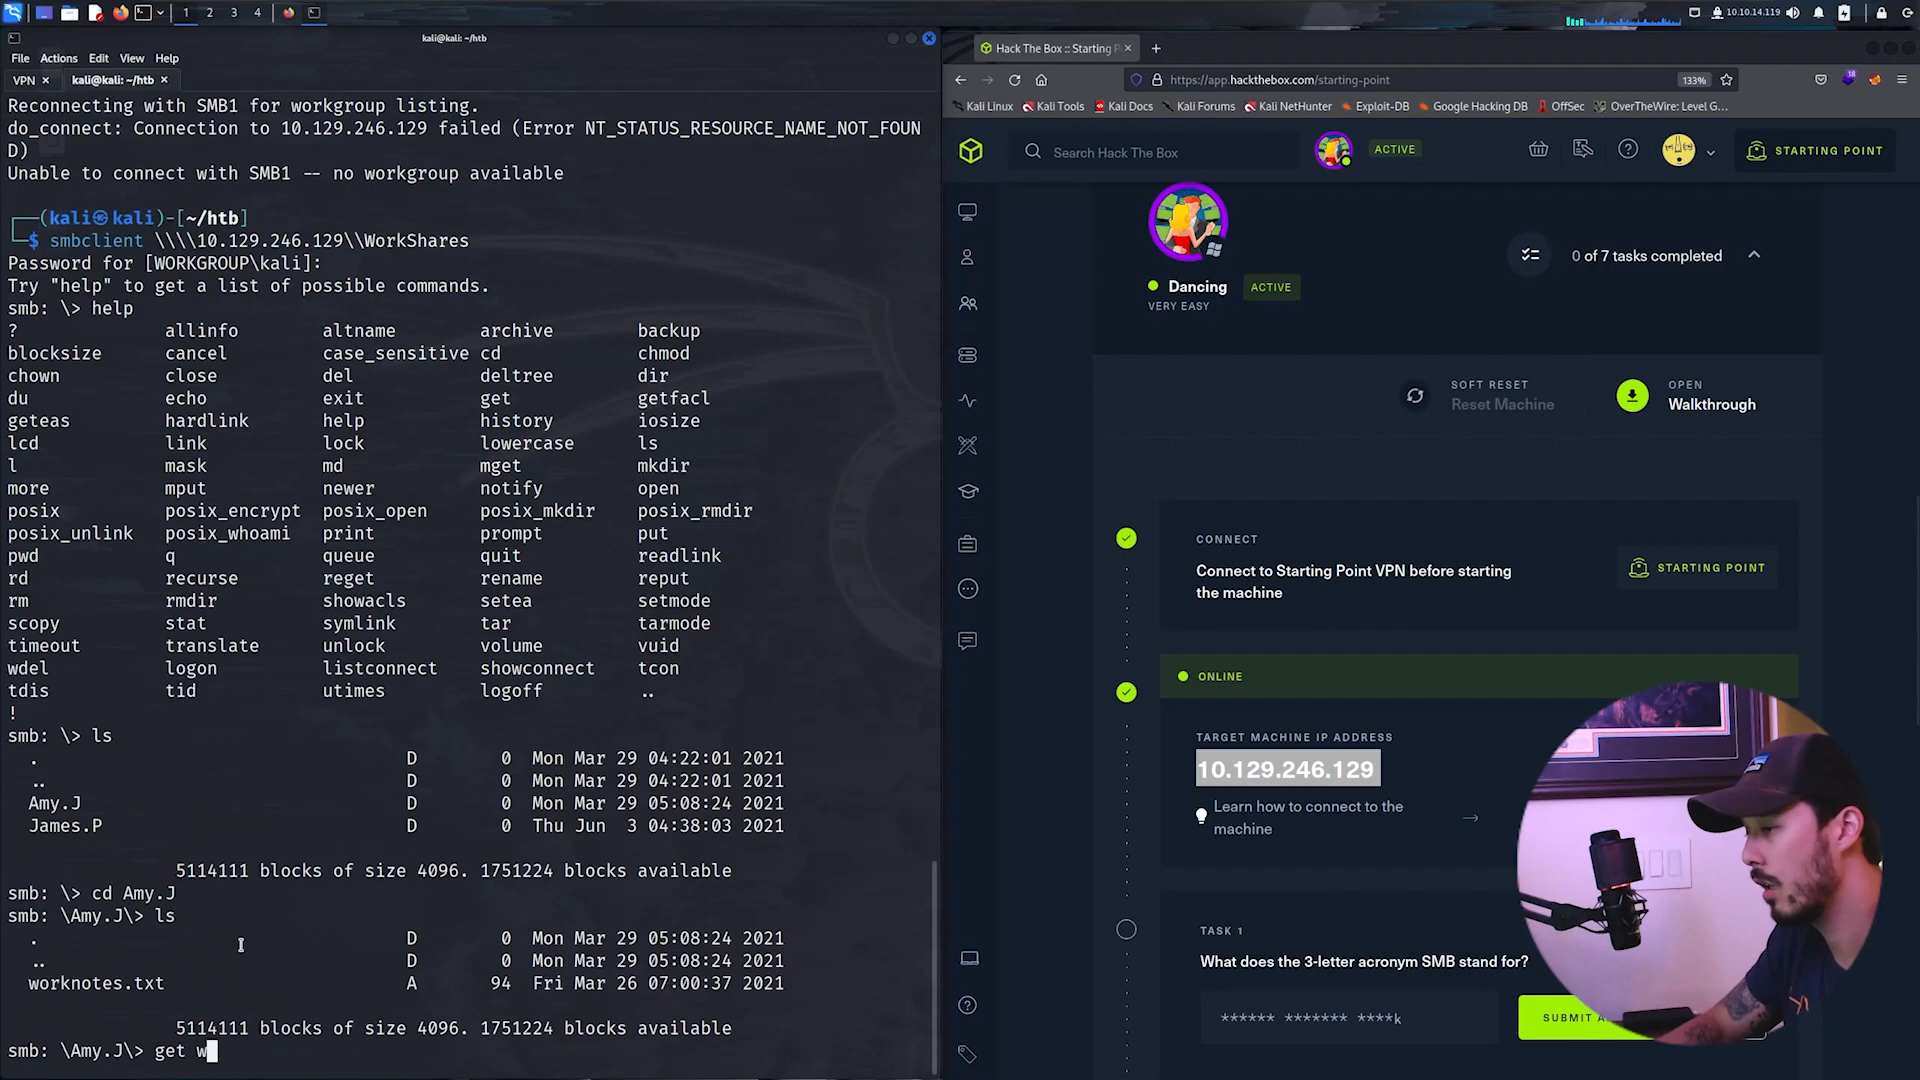 1 2 3 4
10.10.14.119
kali@kali: ~/htb
File Actions Edit View Help
VPN × kali@kali: ~/htb ×
Reconnecting with SMB1 for workgroup listing.
do_connect: Connection to 10.129.246.129 failed (Error NT_STATUS_RESOURCE_NAME_NOT_FOUN
D)
Unable to connect with SMB1 -- no workgroup available
┌──(kali㉿kali)-[~/htb]
└─$ smbclient \\\\10.129.246.129\\WorkShares
Password for [WORKGROUP\kali]:
Try "help" to get a list of possible commands.
smb: \> help
? allinfo altname archive backup
blocksize cancel case_sensitive cd chmod
chown close del deltree dir
du echo exit get getfacl
geteas hardlink help history iosize
lcd link lock lowercase ls
l mask md mget mkdir
more mput newer notify open
posix posix_encrypt posix_open posix_mkdir posix_rmdir
posix_unlink posix_whoami print prompt put
pwd q queue quit readlink
rd recurse reget rename reput
rm rmdir showacls setea setmode
scopy stat symlink tar tarmode
timeout translate unlock volume vuid
wdel logon listconnect showconnect tcon
tdis tid utimes logoff ..
!
smb: \> ls
. D 0 Mon Mar 29 04:22:01 2021
.. D 0 Mon Mar 29 04:22:01 2021
Amy.J D 0 Mon Mar 29 05:08:24 2021
James.P D 0 Thu Jun 3 04:38:03 2021
5114111 blocks of size 4096. 1751224 blocks available
smb: \> cd Amy.J
smb: \Amy.J\> ls
. D 0 Mon Mar 29 05:08:24 2021
.. D 0 Mon Mar 29 05:08:24 2021
worknotes.txt A 94 Fri Mar 26 07:00:37 2021
5114111 blocks of size 4096. 1751224 blocks available
smb: \Amy.J\> get w
Hack The Box :: Starting P × +
https://app.hackthebox.com/starting-point 133% 18
Kali Linux Kali Tools Kali Docs Kali Forums Kali NetHunter Exploit-DB Google Hacking DB OffSec OverTheWire: Level G...
Search Hack The Box ACTIVE STARTING POINT
0 of 7 tasks completed
Dancing ACTIVE
VERY EASY
SOFT RESET
Reset Machine
OPEN
Walkthrough
CONNECT
Connect to Starting Point VPN before starting
the machine
STARTING POINT
ONLINE
TARGET MACHINE IP ADDRESS
10.129.246.129
Learn how to connect to the
machine
TASK 1
What does the 3-letter acronym SMB stand for?
****** ******* ****k
SUBMIT A